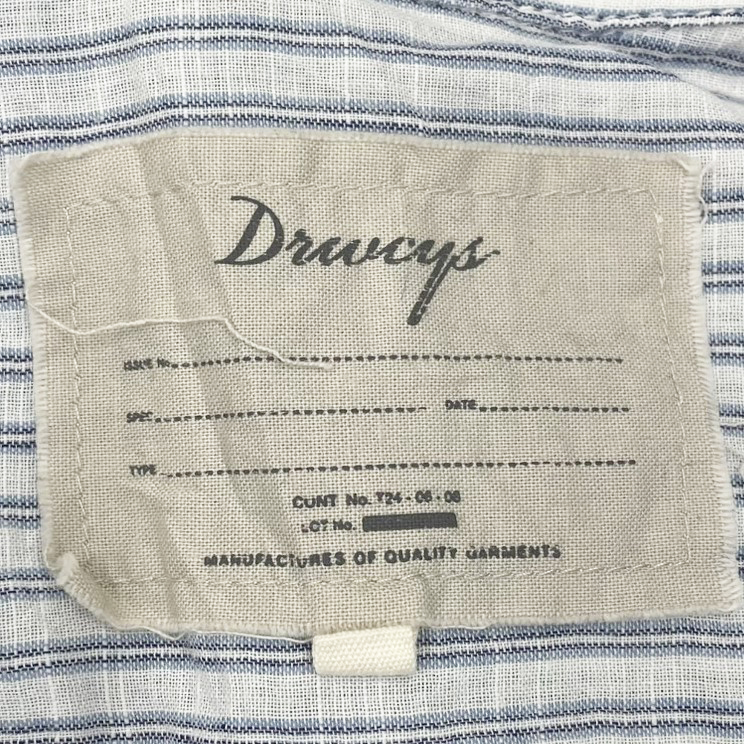 Drwcys
ISSUE No.
SPEC. DATE
TYPE
CUNT No. T24-06-08
LOT No.
MANUFACTURES OF QUALITY GARMENTS